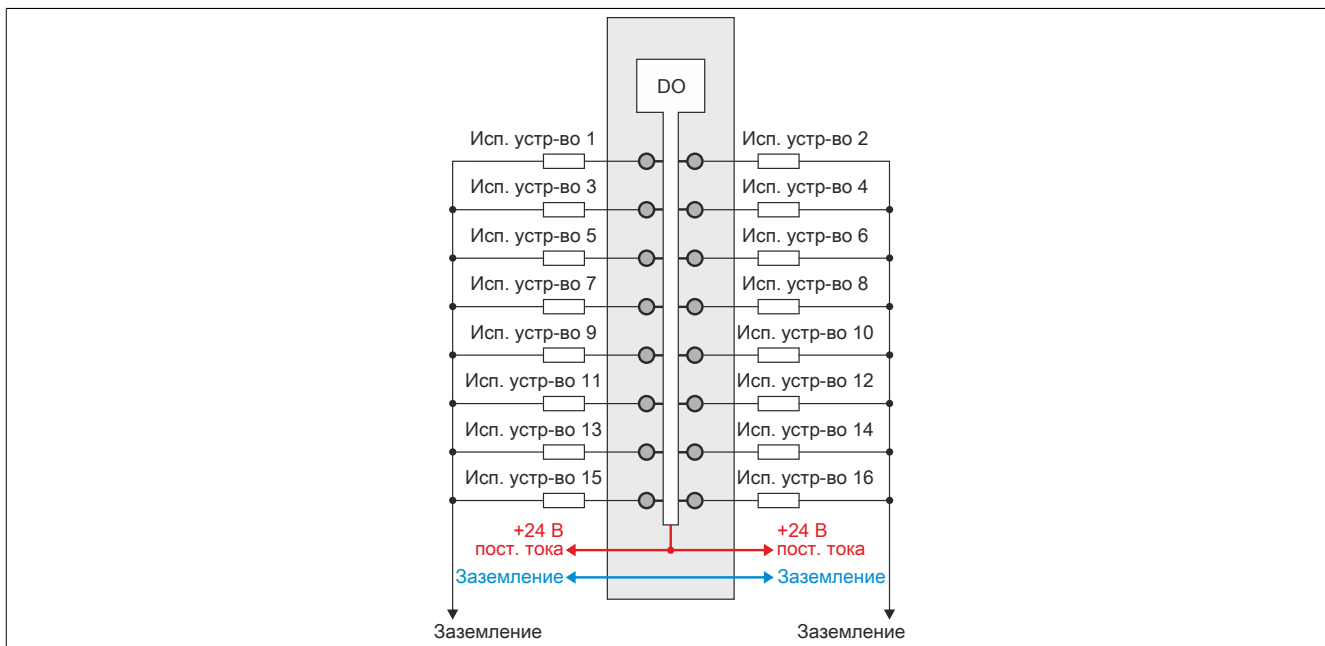 DO
Исп. устр-во 1
Исп. устр-во 2
Исп. устр-во 3
Исп. устр-во 4
Исп. устр-во 5
Исп. устр-во 6
Исп. устр-во 7
Исп. устр-во 8
Исп. устр-во 9
Исп. устр-во 10
Исп. устр-во 11
Исп. устр-во 12
Исп. устр-во 13
Исп. устр-во 14
Исп. устр-во 15
Исп. устр-во 16
+24 В
пост. тока
+24 В
пост. тока
Заземление
Заземление
Заземление
Заземление